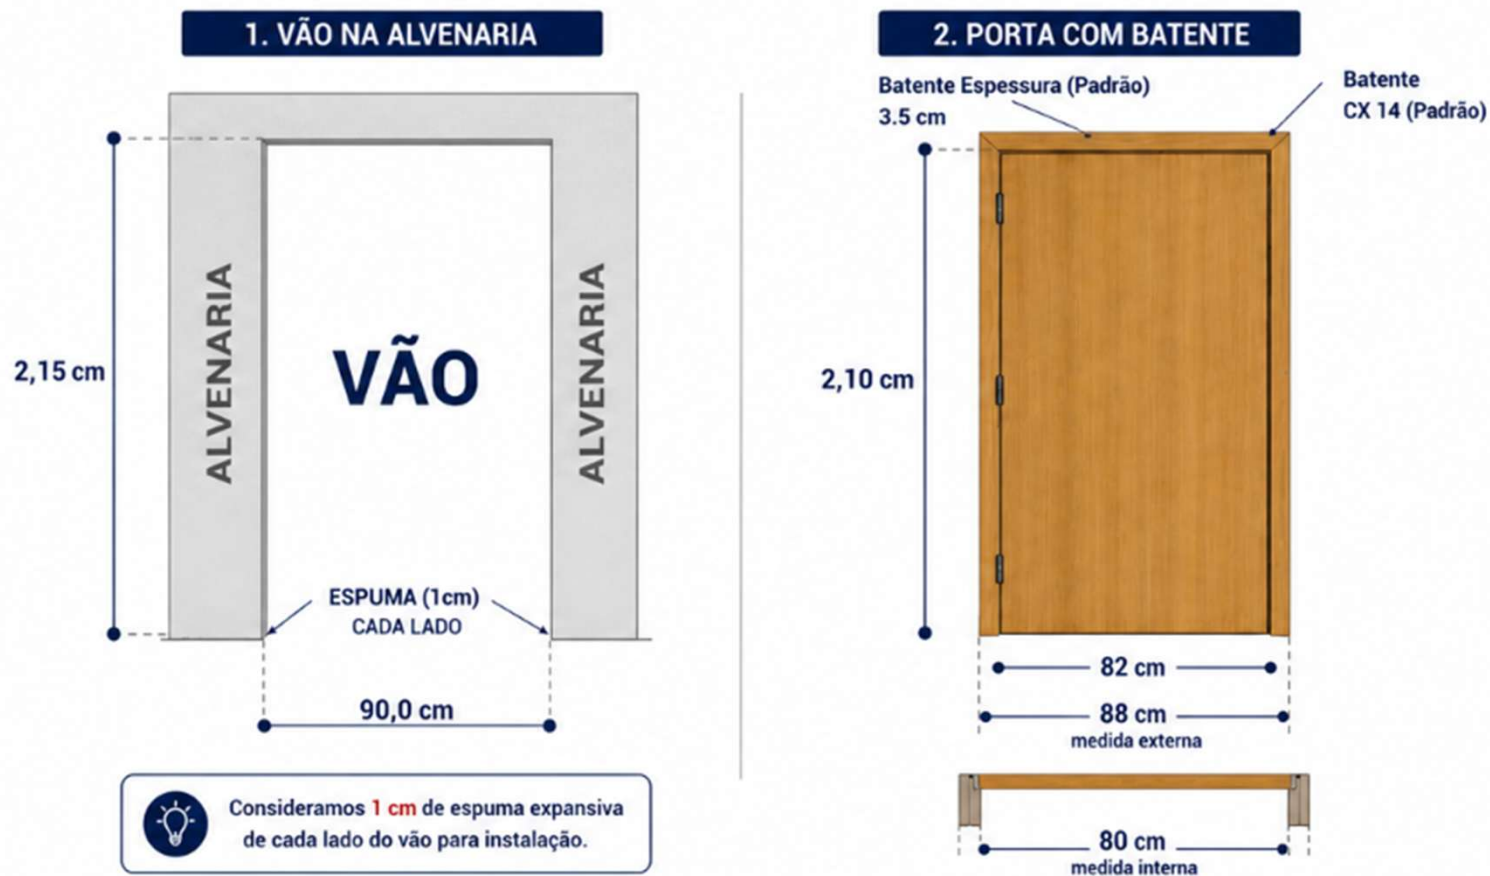 1. VÃO NA ALVENARIA
2,15 cm
ALVENARIA
VÃO
ALVENARIA
ESPUMA (1cm)
CADA LADO
90,0 cm
Consideramos 1 cm de espuma expansiva
de cada lado do vão para instalação.
2. PORTA COM BATENTE
Batente Espessura (Padrão)
3.5 cm
Batente
CX 14 (Padrão)
2,10 cm
82 cm
88 cm
medida externa
80 cm
medida interna